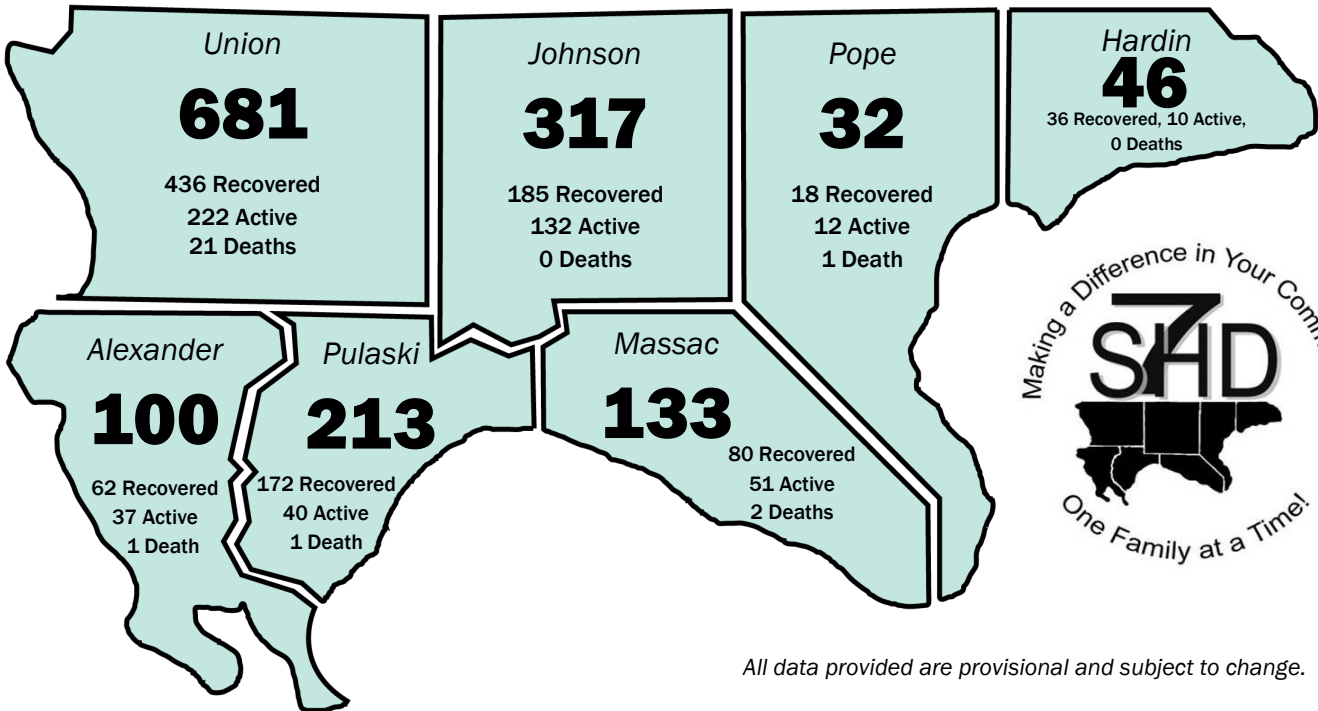 Union
681
436 Recovered
222 Active
21 Deaths
Johnson
317
185 Recovered
132 Active
0 Deaths
Pope
32
18 Recovered
12 Active
1 Death
Hardin
46
36 Recovered, 10 Active,
0 Deaths
Alexander
100
62 Recovered
37 Active
1 Death
Pulaski
213
172 Recovered
40 Active
1 Death
Massac
133
80 Recovered
51 Active
2 Deaths
Making a Difference in Your
S7HD
One Family at a Time!
All data provided are provisional and subject to change.